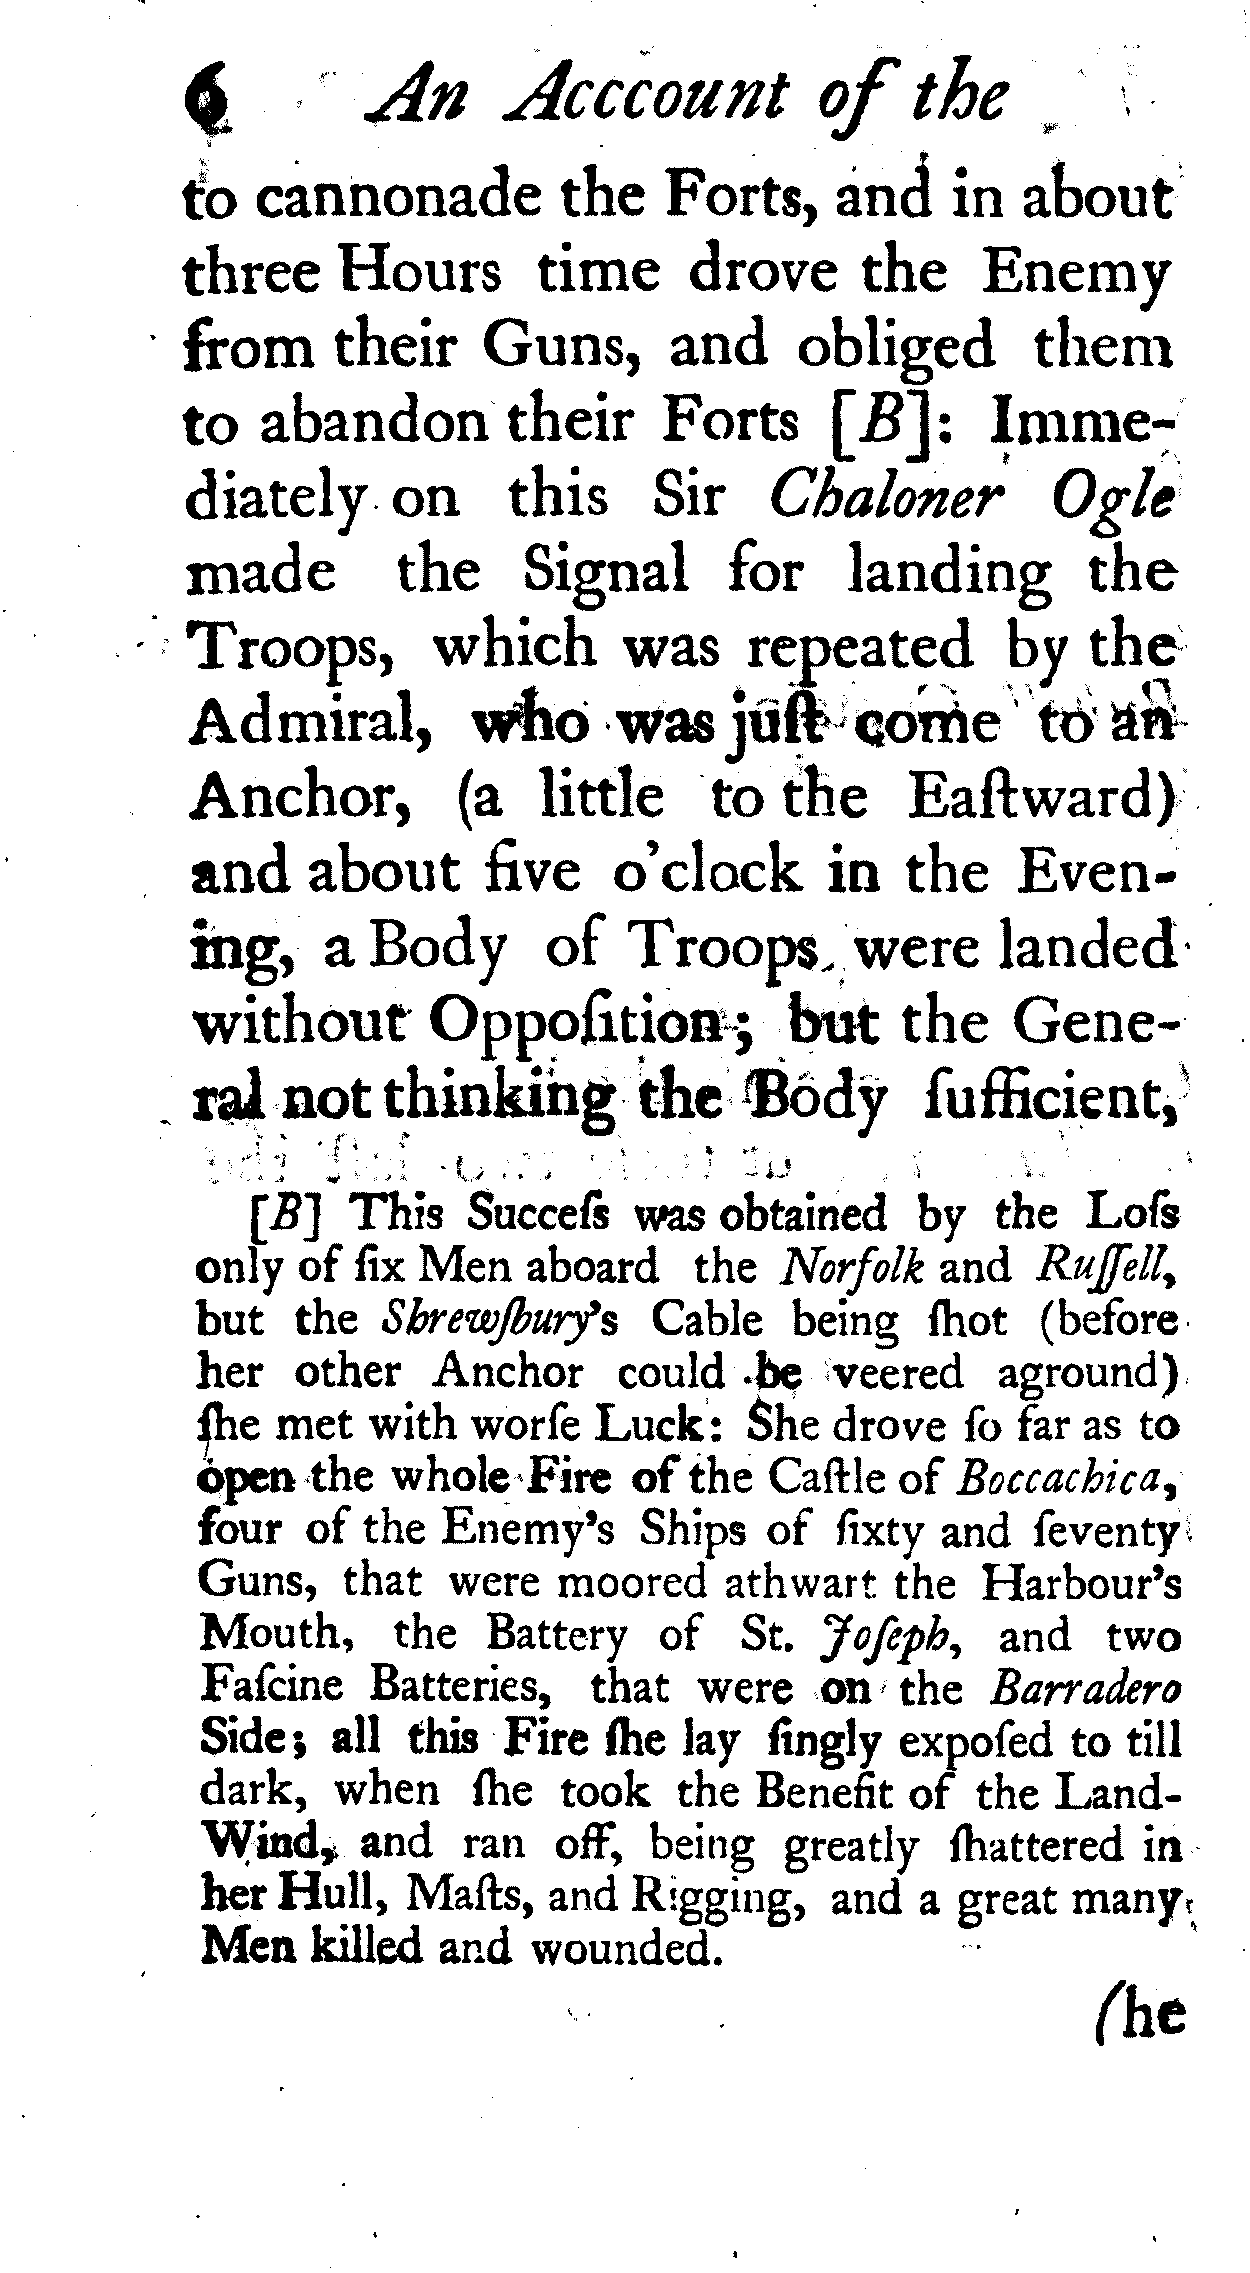 6 An Acccount of the
to cannonade the Forts, and in about
three Hours time drove the Enemy
from their Guns, and obliged them
to abandon their Forts [B]: Imme-
diately on this Sir Chaloner Ogle
made the Signal for landing the
Troops, which was repeated by the
Admiral, who was juſt come to an
Anchor, (a little to the Eaſtward)
and about five o'clock in the Even-
ing, a Body of Troops, were landed
without Oppoſition; but the Gene-
ral not thinking the Body ſufficient,
[B] This Succeſs was obtained by the Loſs
only of ſix Men aboard the Norfolk and Ruſſell,
but the Shrewſbury's Cable being ſhot (before
her other Anchor could be veered aground)
ſhe met with worſe Luck: She drove ſo far as to
open the whole Fire of the Caſtle of Boccachica,
four of the Enemy's Ships of ſixty and ſeventy
Guns, that were moored athwart the Harbour's
Mouth, the Battery of St. Joſeph, and two
Faſcine Batteries, that were on the Barradero
Side; all this Fire ſhe lay ſingly expoſed to till
dark, when ſhe took the Benefit of the Land-
Wind, and ran off, being greatly ſhattered in
her Hull, Maſts, and Rigging, and a great many
Men killed and wounded.
(he